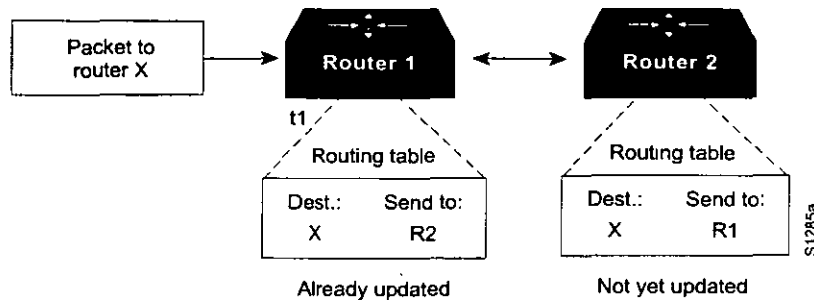 Packet to
router X
Router 1
Router 2
t1
Routing table
Dest.: Send to:
X R2
Already updated
Routing table
Dest.: Send to:
X R1
Not yet updated
S1285a